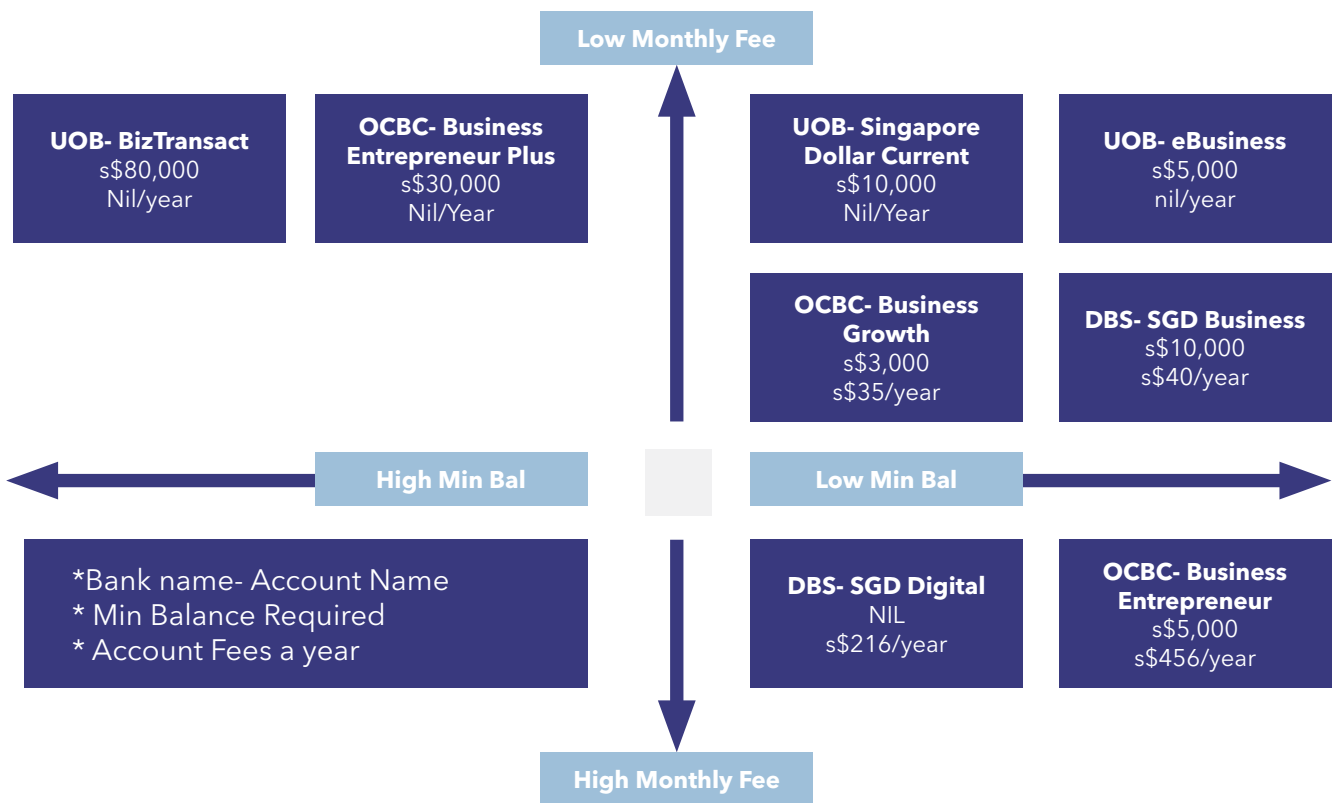 Low Monthly Fee
UOB- BizTransact
s$80,000
Nil/year
OCBC- Business
Entrepreneur Plus
s$30,000
Nil/Year
UOB- Singapore
Dollar Current
s$10,000
Nil/Year
UOB- eBusiness
s$5,000
nil/year
OCBC- Business
Growth
s$3,000
s$35/year
DBS- SGD Business
s$10,000
s$40/year
High Min Bal
Low Min Bal
*Bank name- Account Name
* Min Balance Required
* Account Fees a year
DBS- SGD Digital
NIL
s$216/year
OCBC- Business
Entrepreneur
s$5,000
s$456/year
High Monthly Fee